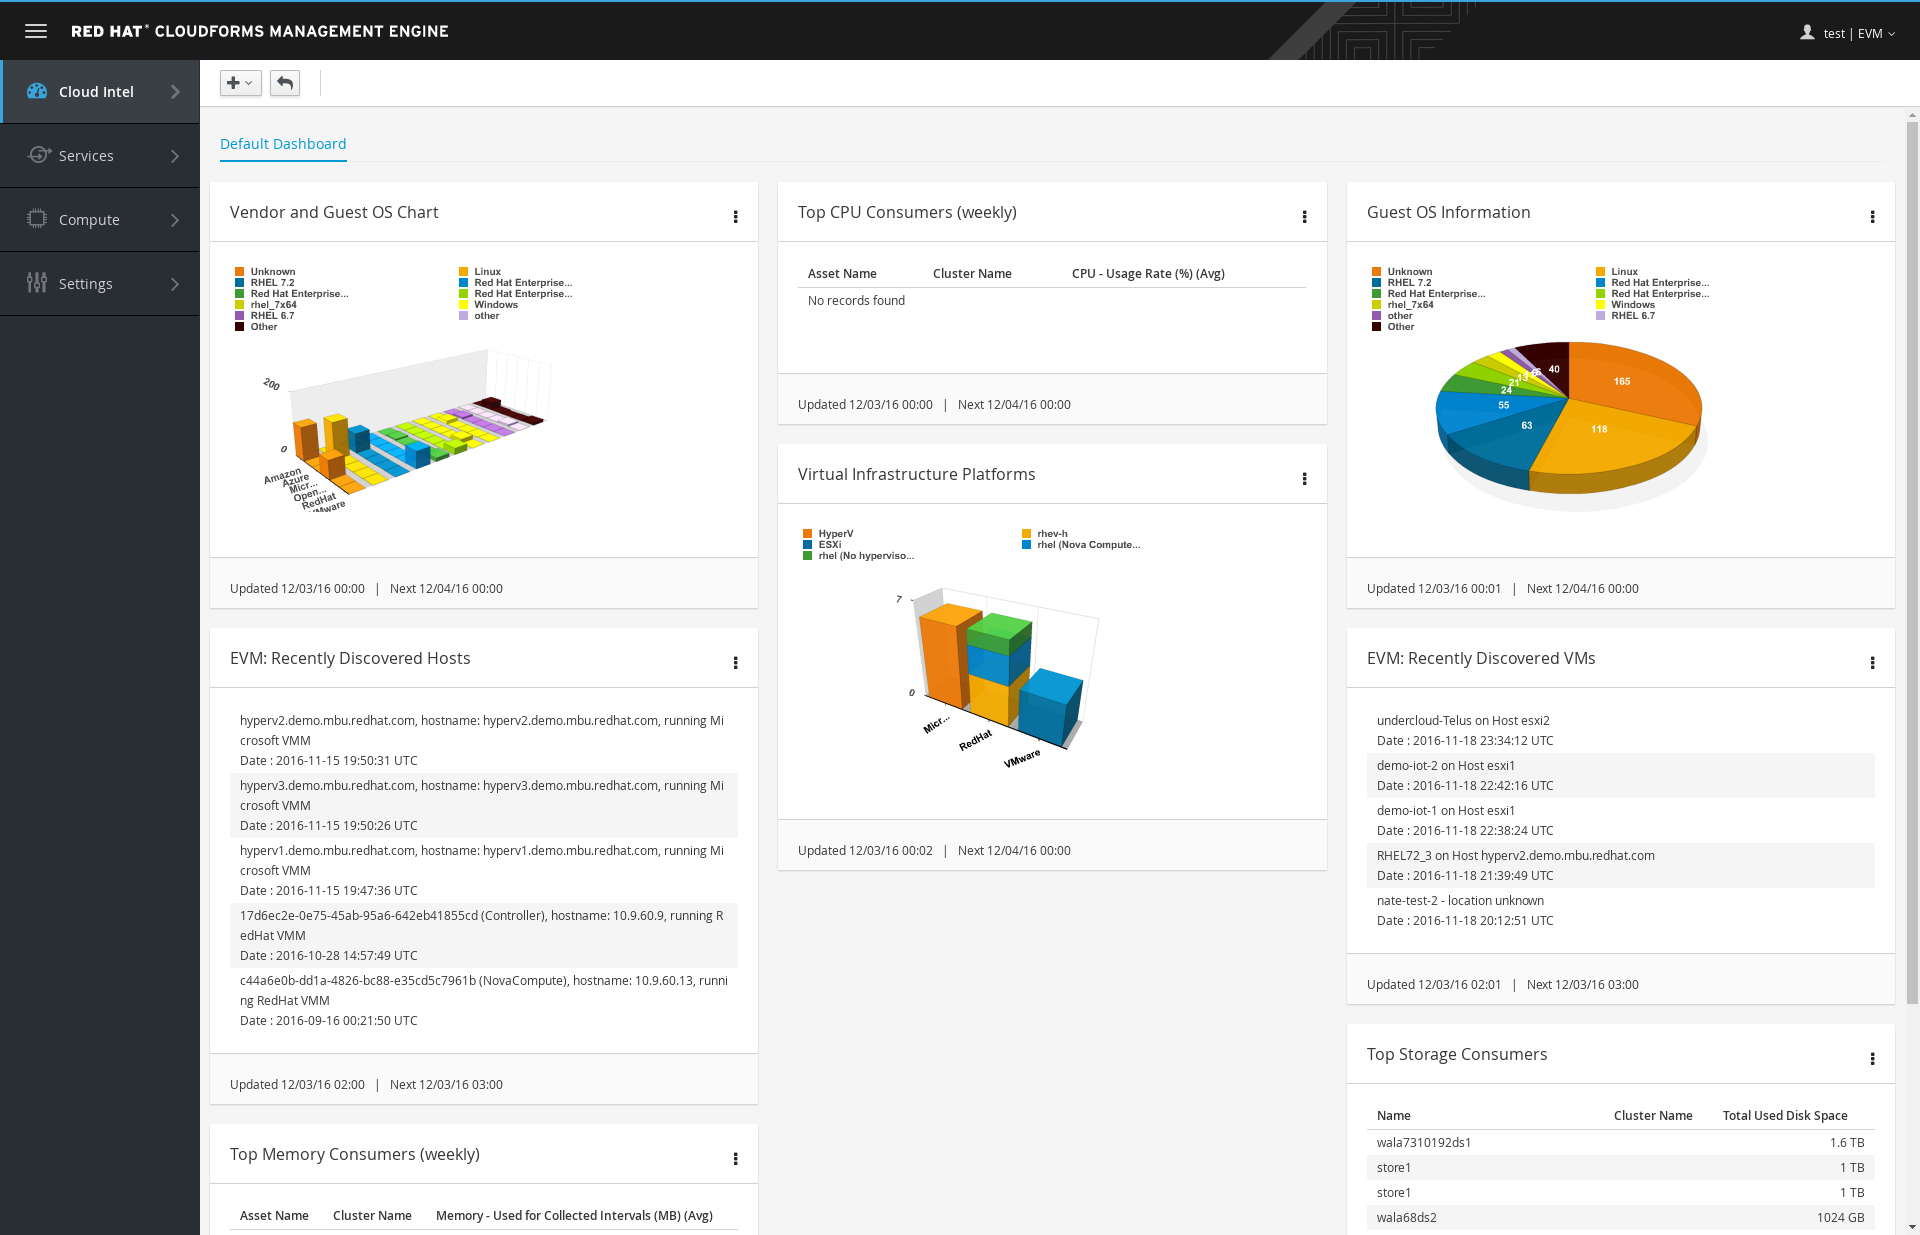 RED HAT® CLOUDFORMS MANAGEMENT ENGINE
test | EVM
Cloud Intel
Services
Compute
Settings
Default Dashboard
Vendor and Guest OS Chart
Unknown
Linux
RHEL 7.2
Red Hat Enterprise...
Red Hat Enterprise...
Red Hat Enterprise...
rhel_7x64
Windows
RHEL 6.7
other
Other
200
0
Amazon
Azure
Micr...
Open...
RedHat
VMware
Updated 12/03/16 00:00 | Next 12/04/16 00:00
EVM: Recently Discovered Hosts
hyperv2.demo.mbu.redhat.com, hostname: hyperv2.demo.mbu.redhat.com, running Mi
crosoft VMM
Date : 2016-11-15 19:50:31 UTC
hyperv3.demo.mbu.redhat.com, hostname: hyperv3.demo.mbu.redhat.com, running Mi
crosoft VMM
Date : 2016-11-15 19:50:26 UTC
hyperv1.demo.mbu.redhat.com, hostname: hyperv1.demo.mbu.redhat.com, running Mi
crosoft VMM
Date : 2016-11-15 19:47:36 UTC
17d6ec2e-0e75-45ab-95a6-642eb41855cd (Controller), hostname: 10.9.60.9, running R
edHat VMM
Date : 2016-10-28 14:57:49 UTC
c44a6e0b-dd1a-4826-bc88-e35cd5c7961b (NovaCompute), hostname: 10.9.60.13, runni
ng RedHat VMM
Date : 2016-09-16 00:21:50 UTC
Updated 12/03/16 02:00 | Next 12/03/16 03:00
Top Memory Consumers (weekly)
Asset Name Cluster Name Memory - Used for Collected Intervals (MB) (Avg)
Top CPU Consumers (weekly)
Asset Name Cluster Name CPU - Usage Rate (%) (Avg)
No records found
Updated 12/03/16 00:00 | Next 12/04/16 00:00
Virtual Infrastructure Platforms
HyperV
rhev-h
ESXi
rhel (Nova Compute...
rhel (No hyperviso...
7
0
Micr...
RedHat
VMware
Updated 12/03/16 00:02 | Next 12/04/16 00:00
Guest OS Information
Unknown
Linux
RHEL 7.2
Red Hat Enterprise...
Red Hat Enterprise...
Red Hat Enterprise...
rhel_7x64
Windows
other
RHEL 6.7
Other
40
165
118
63
55
24
21
13
6
Updated 12/03/16 00:01 | Next 12/04/16 00:00
EVM: Recently Discovered VMs
undercloud-Telus on Host esxi2
Date : 2016-11-18 23:34:12 UTC
demo-iot-2 on Host esxi1
Date : 2016-11-18 22:42:16 UTC
demo-iot-1 on Host esxi1
Date : 2016-11-18 22:38:24 UTC
RHEL72_3 on Host hyperv2.demo.mbu.redhat.com
Date : 2016-11-18 21:39:49 UTC
nate-test-2 - location unknown
Date : 2016-11-18 20:12:51 UTC
Updated 12/03/16 02:01 | Next 12/03/16 03:00
Top Storage Consumers
Name Cluster Name Total Used Disk Space
wala7310192ds1 1.6 TB
store1 1 TB
store1 1 TB
wala68ds2 1024 GB